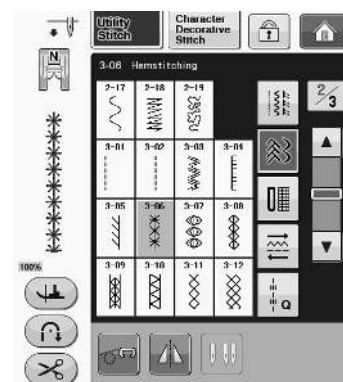 Utility
Stitch
Character
Decorative
Stitch
3-06 Hemstitching
N
2-17 2-18 2-19
2/3
3-01 3-02 3-03 3-04
3-05 3-06 3-07 3-08
100%
3-09 3-10 3-11 3-12
Q